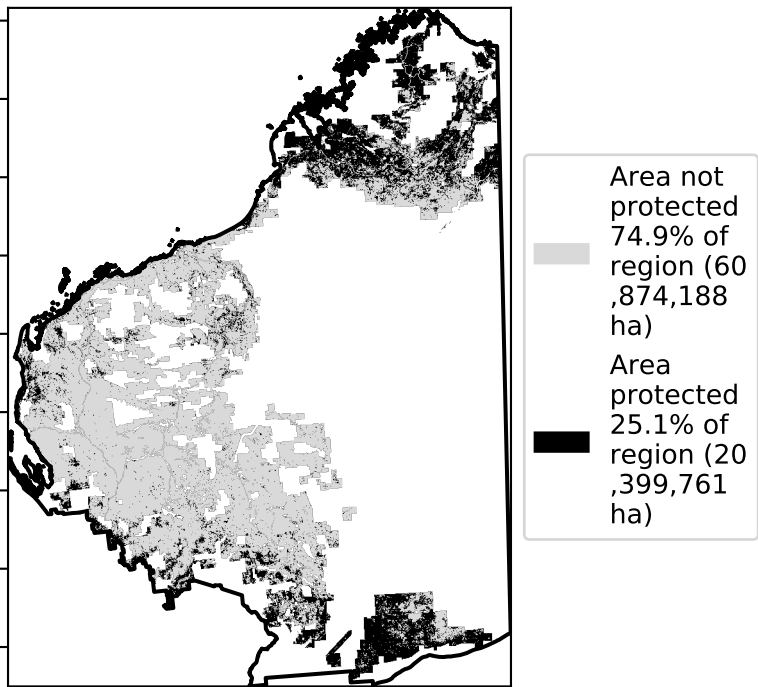 Area not
protected
74.9% of
region (60
,874,188
ha)
Area
protected
25.1% of
region (20
,399,761
ha)